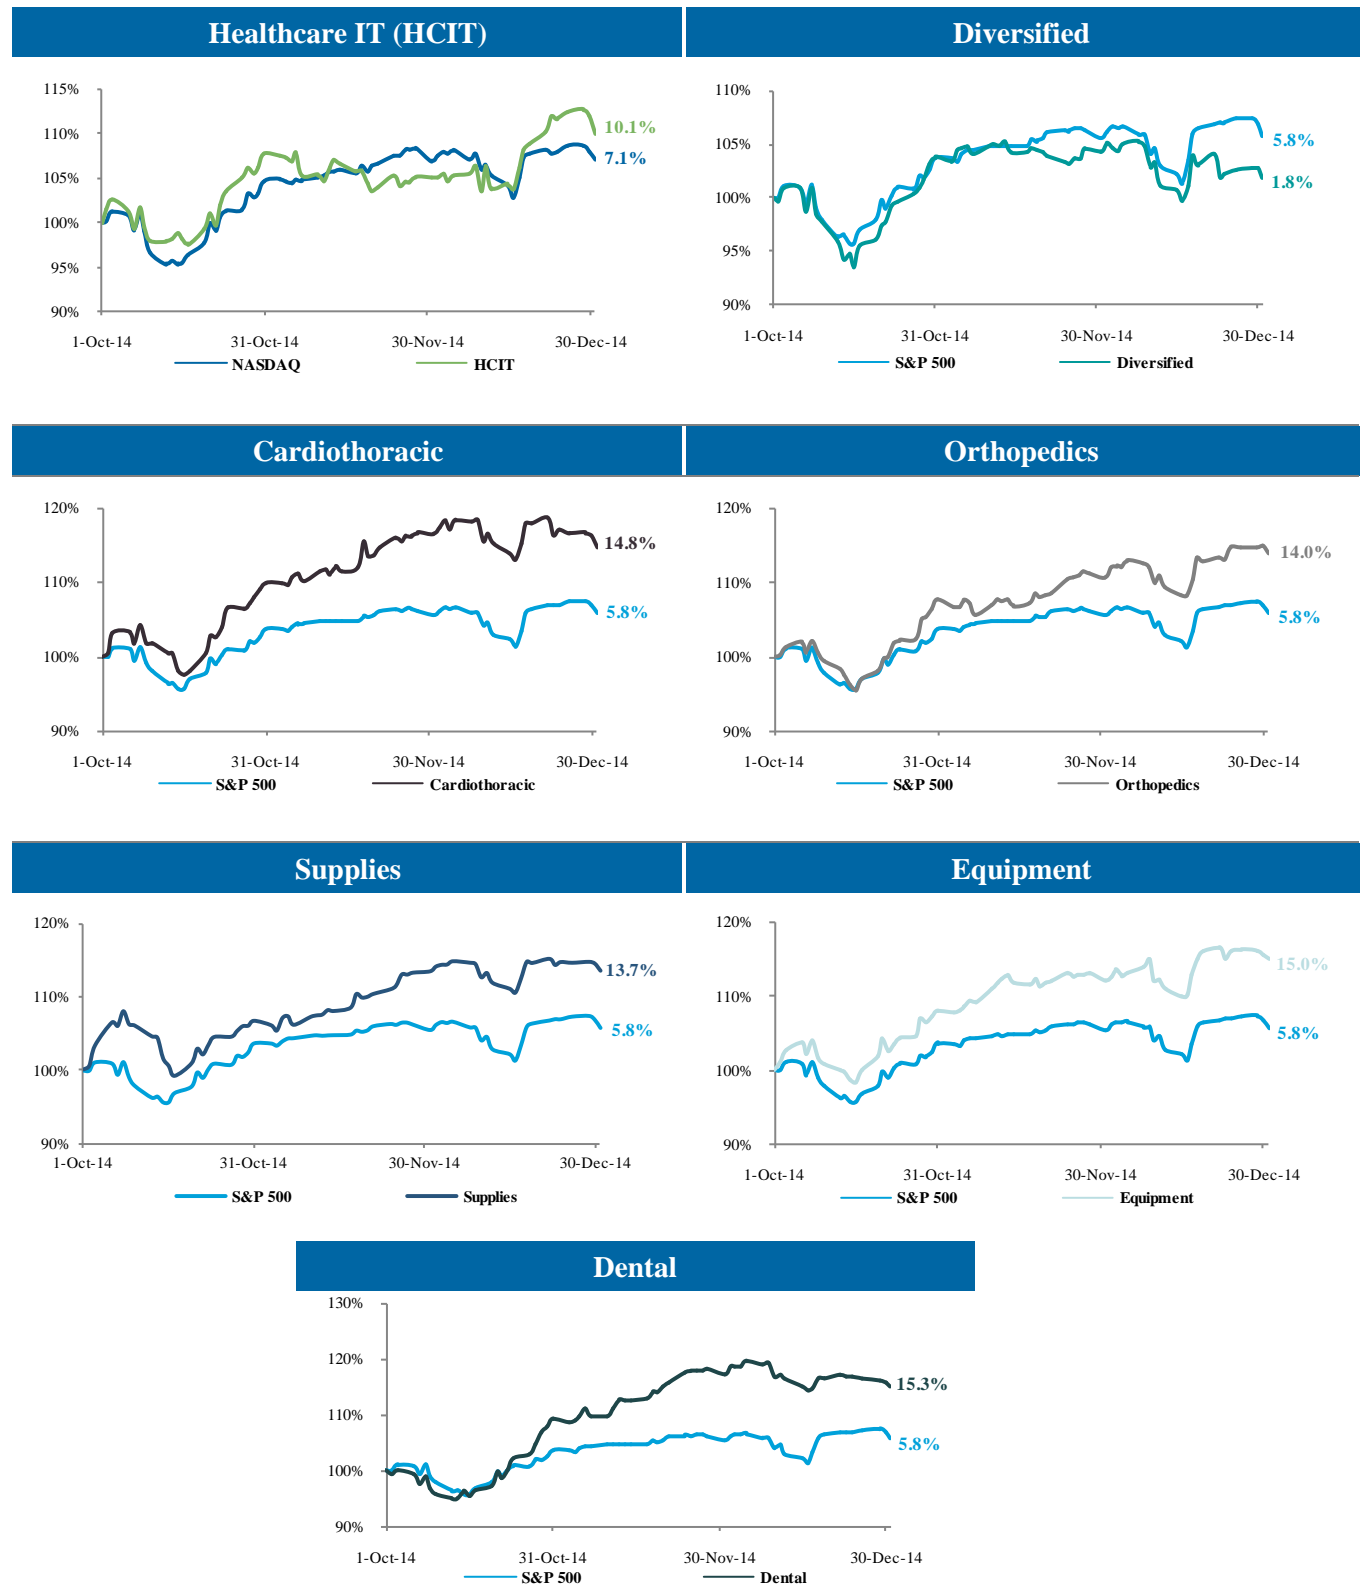 Healthcare IT (HCIT)
115%
110%
105%
100%
95%
90%
10.1%
7.1%
1-Oct-14 31-Oct-14 30-Nov-14 30-Dec-14
NASDAQ HCIT
Diversified
110%
105%
100%
95%
90%
5.8%
1.8%
1-Oct-14 31-Oct-14 30-Nov-14 30-Dec-14
S&P 500 Diversified
Cardiothoracic
120%
110%
100%
90%
14.8%
5.8%
1-Oct-14 31-Oct-14 30-Nov-14 30-Dec-14
S&P 500 Cardiothoracic
Orthopedics
120%
110%
100%
90%
14.0%
5.8%
1-Oct-14 31-Oct-14 30-Nov-14 30-Dec-14
S&P 500 Orthopedics
Supplies
120%
110%
100%
90%
13.7%
5.8%
1-Oct-14 31-Oct-14 30-Nov-14 30-Dec-14
S&P 500 Supplies
Equipment
120%
110%
100%
90%
15.0%
5.8%
1-Oct-14 31-Oct-14 30-Nov-14 30-Dec-14
S&P 500 Equipment
Dental
130%
120%
110%
100%
90%
15.3%
5.8%
1-Oct-14 31-Oct-14 30-Nov-14 30-Dec-14
S&P 500 Dental